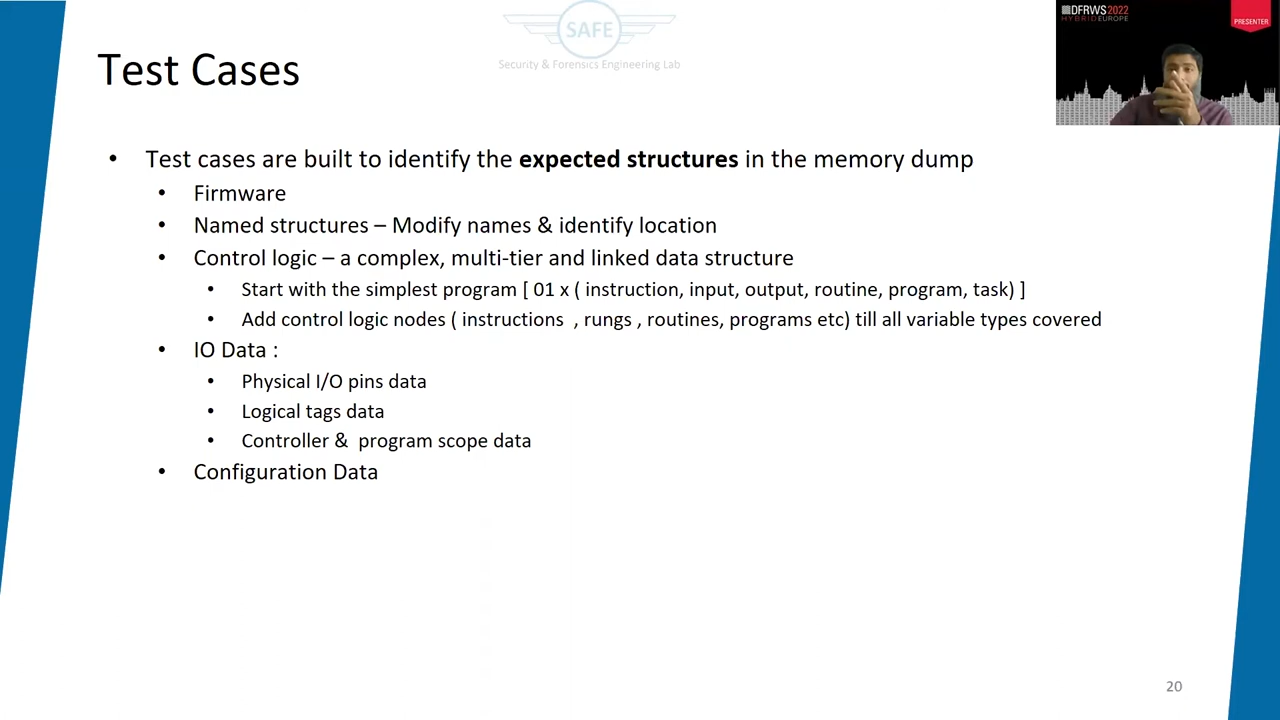 SAFE
Security & Forensics Engineering Lab
DFRWS2022
HYBRID EUROPE
PRESENTER
Test Cases
• Test cases are built to identify the expected structures in the memory dump
• Firmware
• Named structures – Modify names & identify location
• Control logic – a complex, multi-tier and linked data structure
• Start with the simplest program [ 01 x ( instruction, input, output, routine, program, task) ]
• Add control logic nodes ( instructions , rungs , routines, programs etc) till all variable types covered
• IO Data :
• Physical I/O pins data
• Logical tags data
• Controller & program scope data
• Configuration Data
20